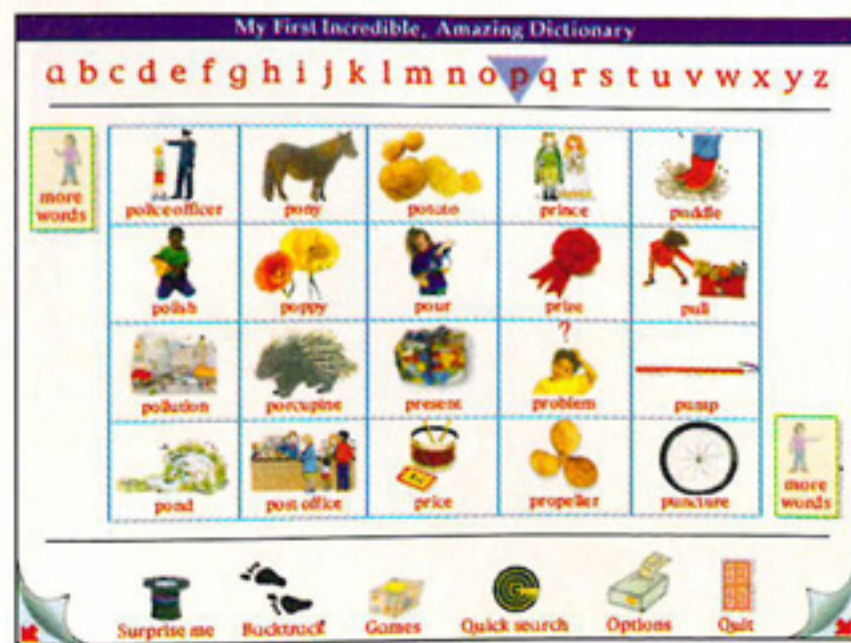 My First Incredible, Amazing Dictionary
a b c d e f g h i j k l m n o p q r s t u v w x y z
more
words
police officer pony potato prince puddle
polish poppy pour prize pull
?
pollution porcupine present problem pump
pond post office price propeller puncture
more
words
Surprise me Backtrack Games Quick search Options Quit